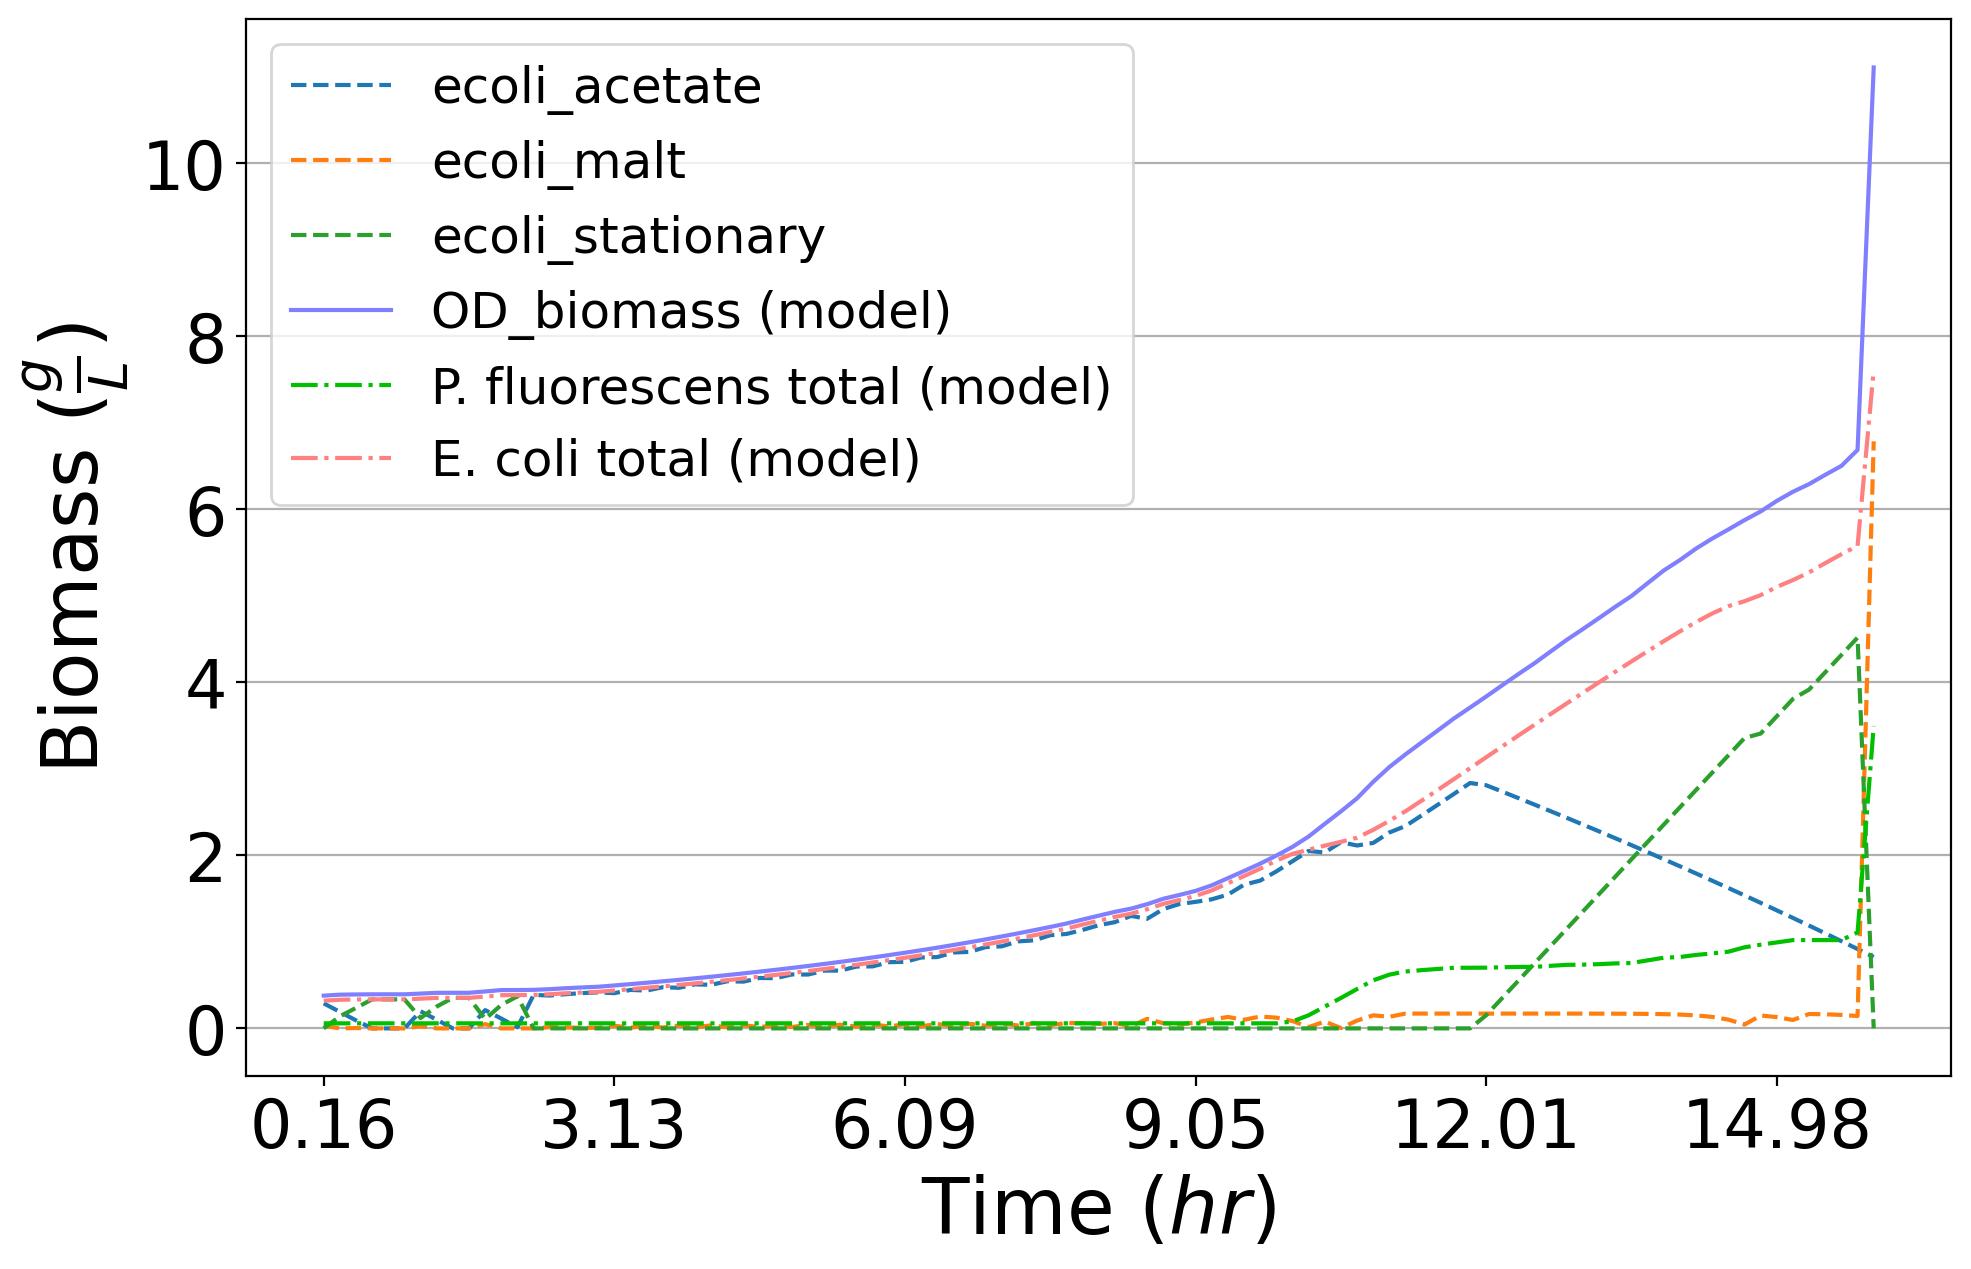 ecoli_acetate
ecoli_malt
ecoli_stationary
OD_biomass (model)
P. fluorescens total (model)
E. coli total (model)
10
8
6
4
2
0
Biomass (g/L)
0.16 3.13 6.09 9.05 12.01 14.98
Time (hr)